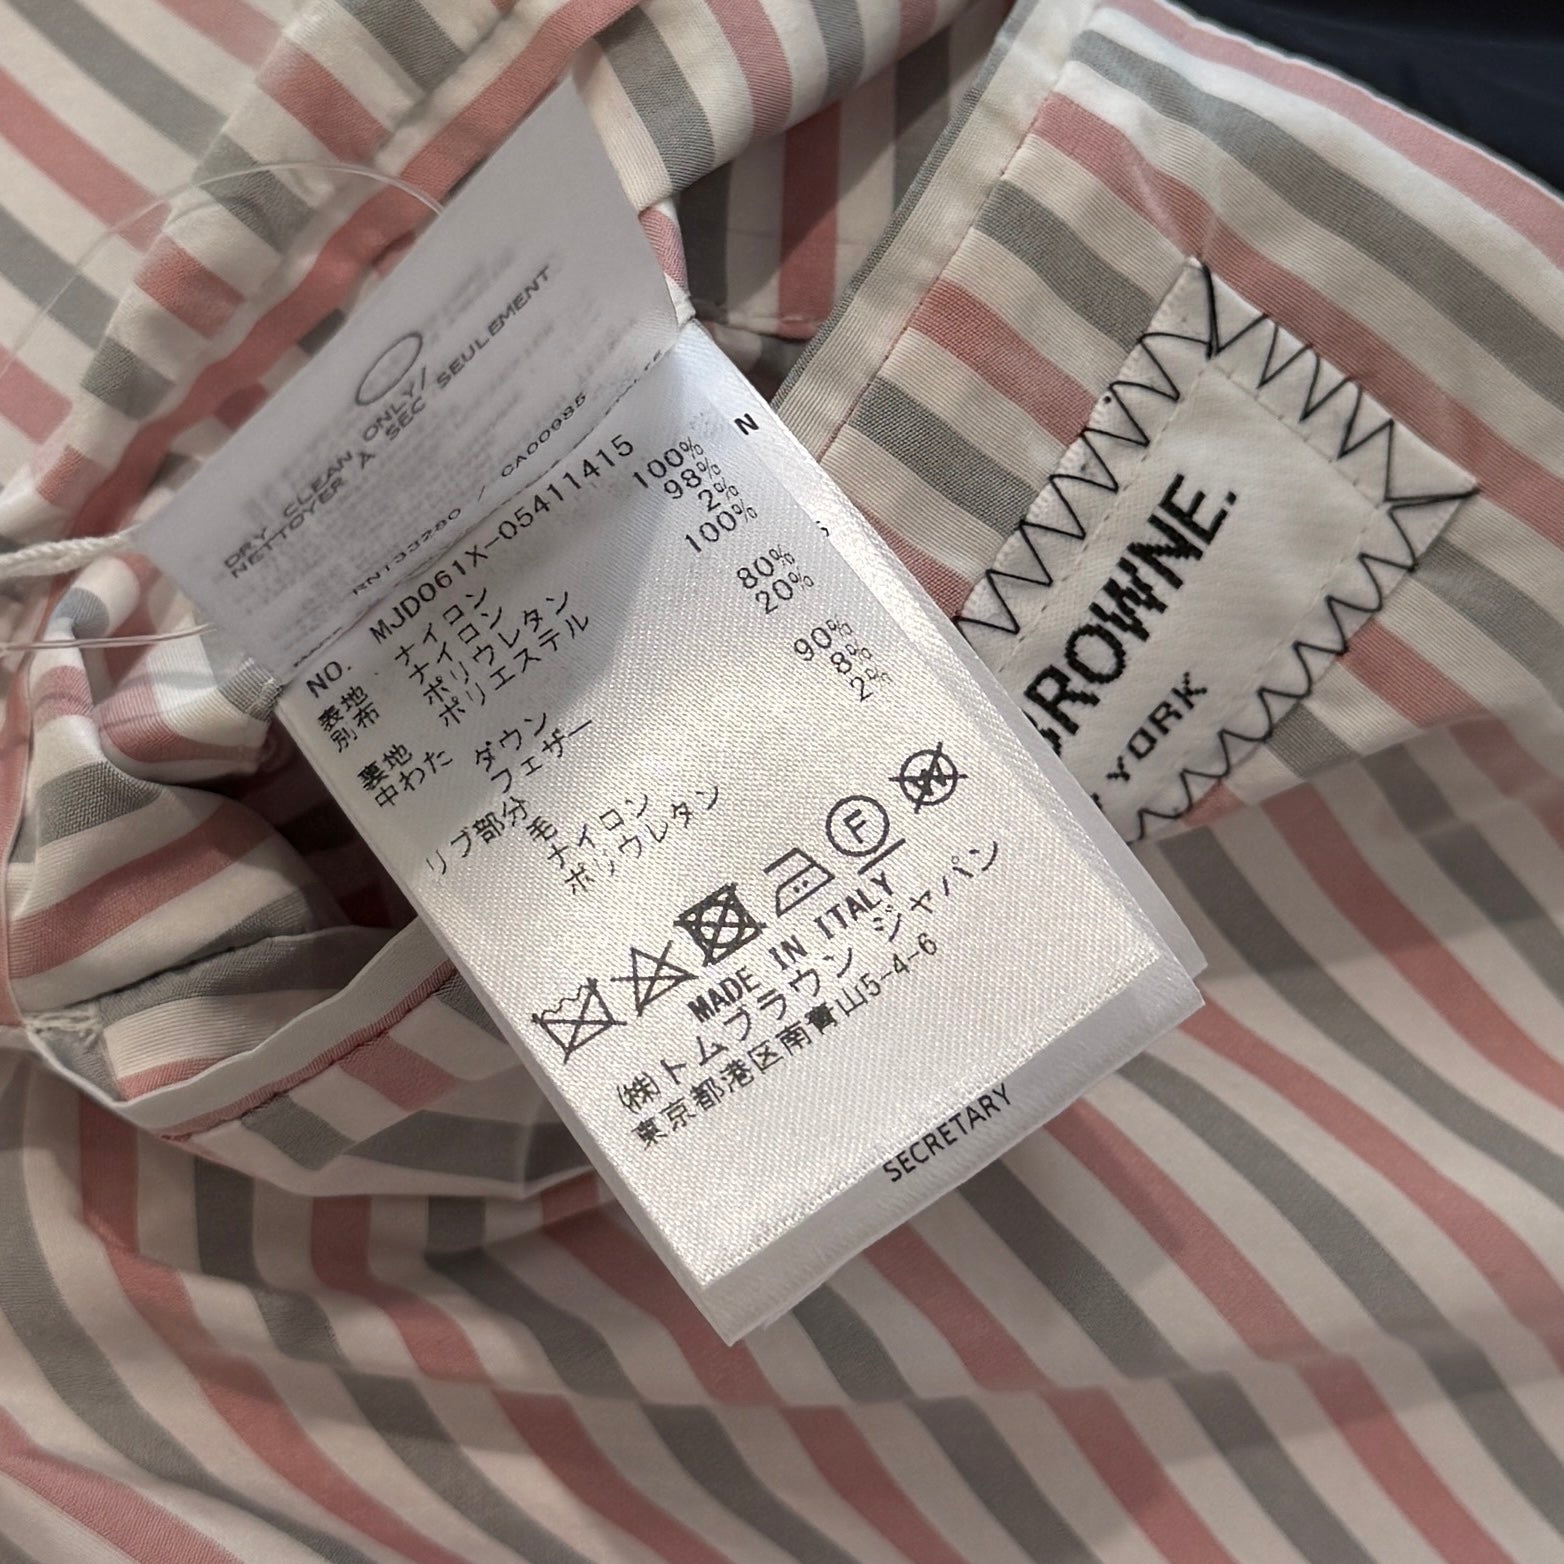 DRY CLEAN ONLY/
NETTOYER A SEC SEULEMENT
RN133290 / CA00985
NO. MJD061X-05411415
表地 ナイロン 100%
別布 ナイロン 98%
ポリウレタン 2%
裏地 ポリエステル 100%
中わた ダウン 80%
フェザー 20%
リブ部分 毛 90%
ナイロン 8%
ポリウレタン 2%
F
W
MADE IN ITALY
㈱トムブラウン ジャパン
東京都港区南青山5-4-6
SECRETARY
N
BROWNE.
YORK